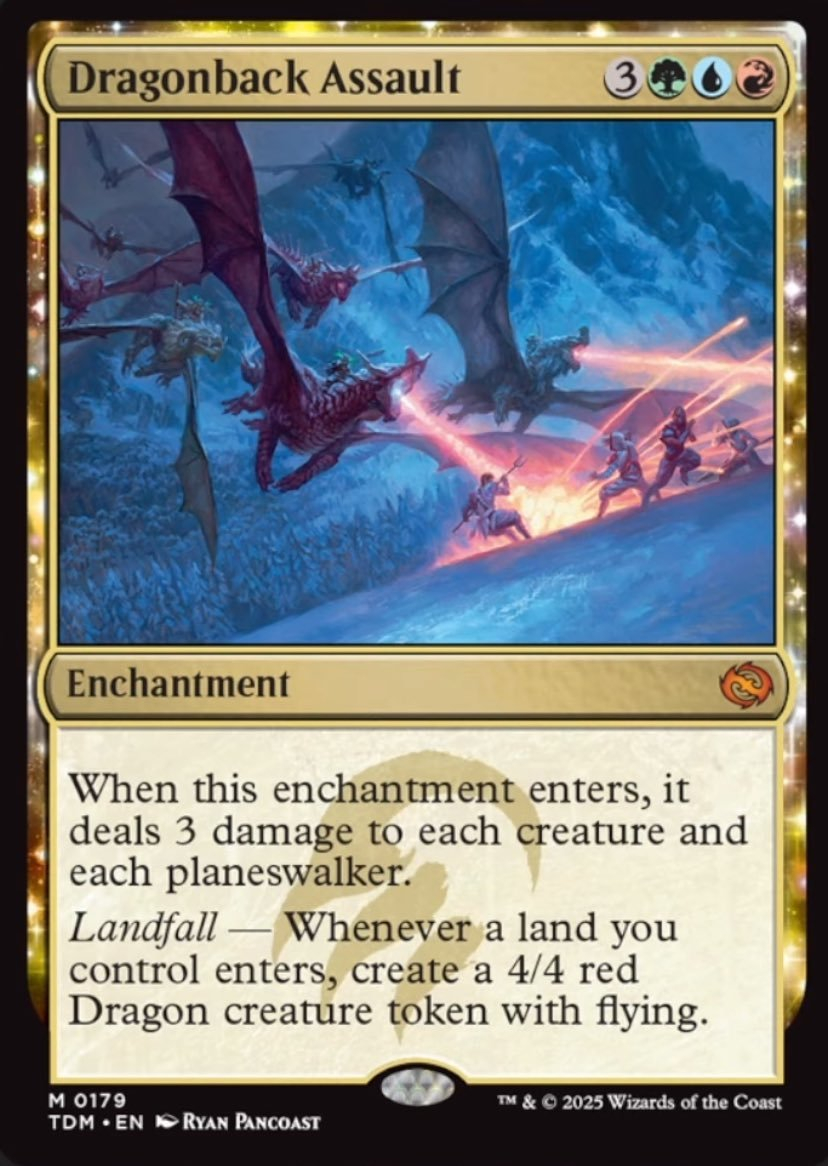 Dragonback Assault 3
Enchantment
When this enchantment enters, it
deals 3 damage to each creature and
each planeswalker.
Landfall — Whenever a land you
control enters, create a 4/4 red
Dragon creature token with flying.
M 0179
TDM • EN RYAN PANCOAST
™ & © 2025 Wizards of the Coast